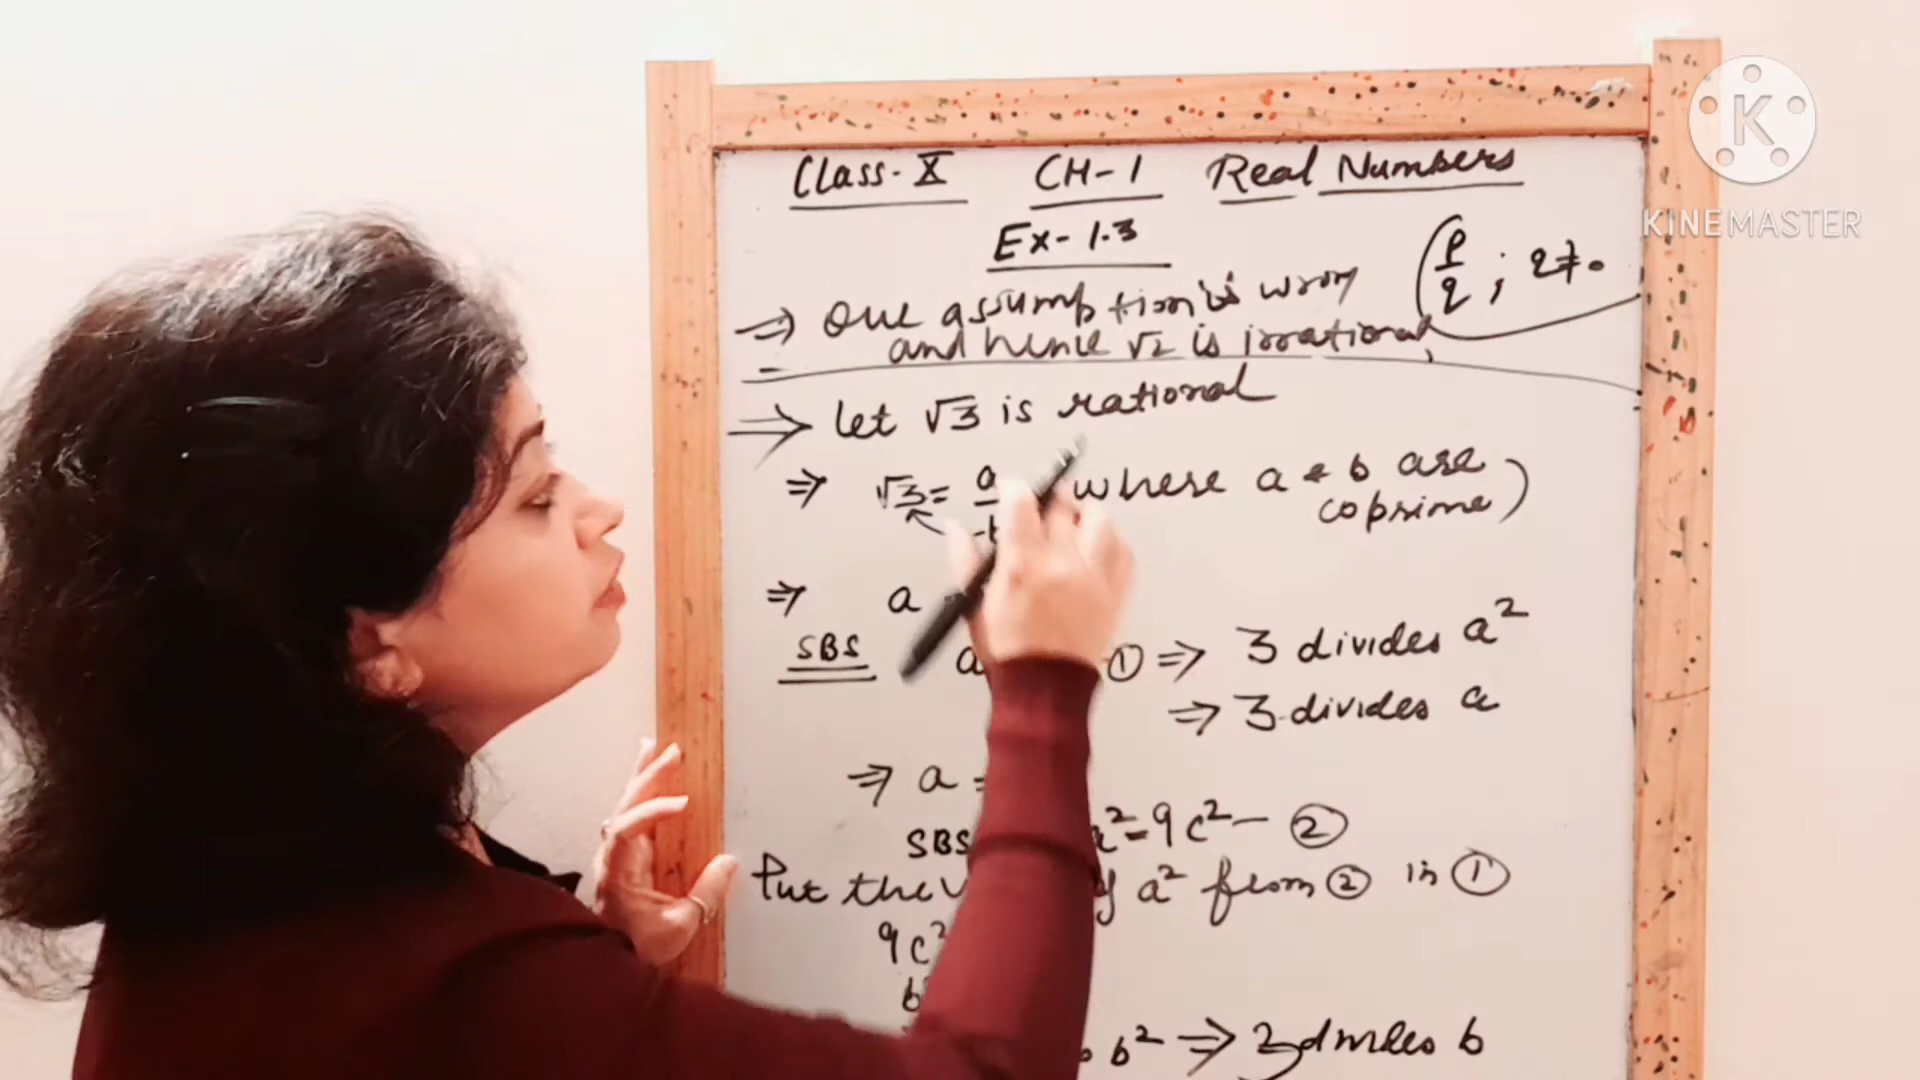 Class-X CH-1 Real Numbers
Ex-1.3
⇒ Our assumption is wrong
and hence √2 is irrational.
p/q ; q≠0
⇒ let √3 is rational
⇒ √3 = a where a & b are
coprime)
⇒ a
SBS a ① ⇒ 3 divides a²
⇒ 3 divides a
⇒ a =
SBS a² = 9c² — ②
Put the a² from ② in ①
9c²
b² ⇒ 3 divides b
K
KINEMASTER